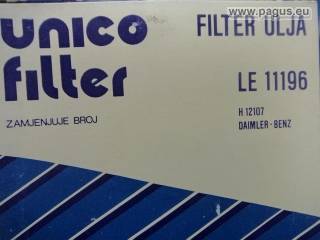 www.pagus.eu
unico
filter
FILTER ULJA
LE 11196
H 12107
DAIMLER-BENZ
ZAMJENJUJE BROJ